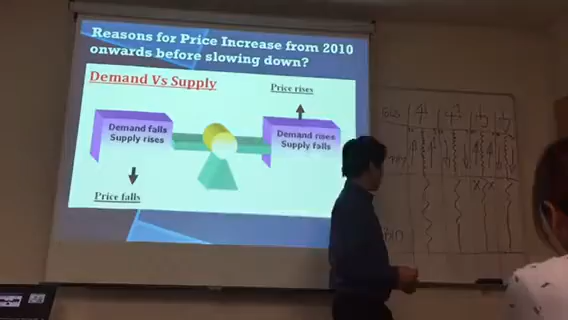 Reasons for Price Increase from 2010
onwards before slowing down?
Demand Vs Supply
Price rises
Demand falls
Supply rises
Demand rises
Supply falls
Price falls